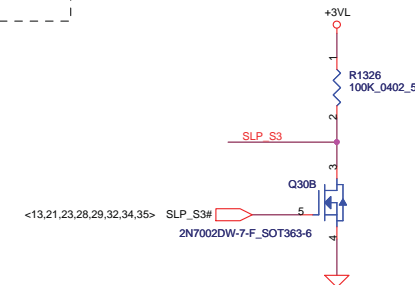 +3VL
1
R1326
100K_0402_5
2
SLP_S3
3
Q30B
<13,21,23,28,29,32,34,35> SLP_S3# 5
4
2N7002DW-7-F_SOT363-6